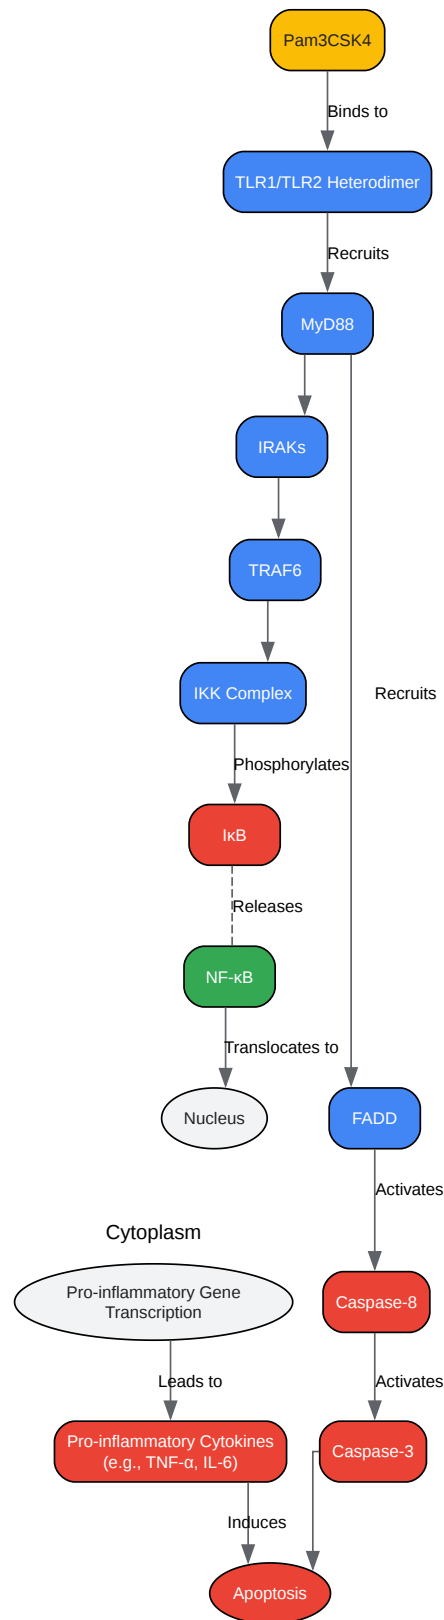 Pam3CSK4
Binds to
TLR1/TLR2 Heterodimer
Recruits
MyD88
IRAKs
TRAF6
IKK Complex
Recruits
Phosphorylates
IκB
Releases
NF-κB
Translocates to
Nucleus
FADD
Activates
Cytoplasm
Pro-inflammatory Gene
Transcription
Caspase-8
Leads to
Activates
Pro-inflammatory Cytokines
(e.g., TNF-α, IL-6)
Caspase-3
Induces
Apoptosis